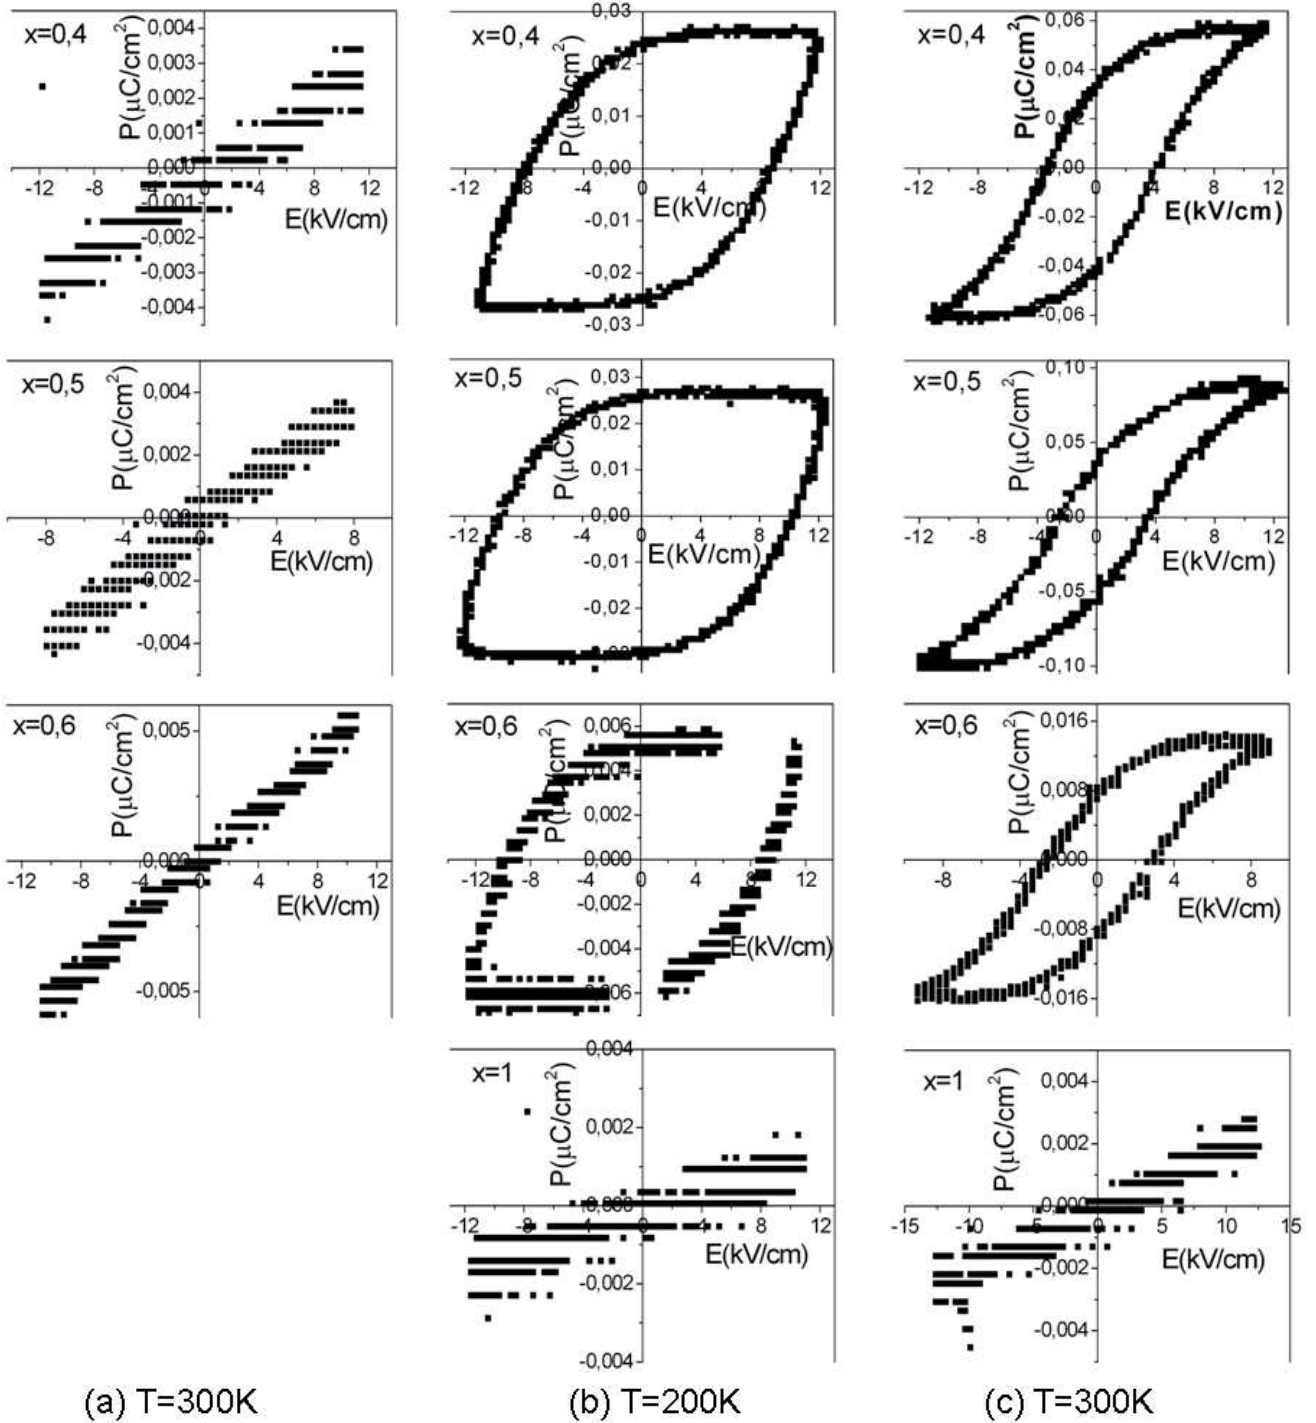 x=0,4
P(μC/cm²)
0,004
0,003
0,002
0,001
0,000
-12 -8 -4 0 4 8 12
-0,001
E(kV/cm)
-0,002
-0,003
-0,004
x=0,4
P(μC/cm²)
0,03
0,02
0,01
0,00
-12 -8 -4 0 4 8 12
E(kV/cm)
-0,01
-0,02
-0,03
x=0,4
P(μC/cm²)
0,06
0,04
0,00
-12 -8 -4 0 4 8 12
E(kV/cm)
-0,02
-0,04
-0,06
x=0,5
P(μC/cm²)
0,004
0,002
0,000
-8 -4 0 4 8
E(kV/cm)
-0,002
-0,004
x=0,5
P(μC/cm²)
0,03
0,02
0,01
0,00
-12 -8 -4 0 4 8 12
E(kV/cm)
-0,01
-0,02
x=0,5
P(μC/cm²)
0,10
0,05
0,00
-12 -8 -4 0 4 8 12
E(kV/cm)
-0,05
-0,10
x=0,6
P(μC/cm²)
0,005
0,000
-12 -8 -4 0 4 8 12
E(kV/cm)
-0,005
x=0,6
P(μC/cm²)
0,006
0,004
0,002
0,000
-12 -8 -4 0 4 8 12
-0,002
E(kV/cm)
-0,004
x=0,6
P(μC/cm²)
0,016
0,008
0,000
-8 -4 0 4 8
E(kV/cm)
-0,008
-0,016
x=1
P(μC/cm²)
0,004
0,002
0,000
-12 -8 -4 0 4 8 12
E(kV/cm)
-0,002
-0,004
x=1
P(μC/cm²)
0,004
0,002
0,000
-15 -10 -5 0 5 10 15
E(kV/cm)
-0,002
-0,004
(a) T=300K
(b) T=200K
(c) T=300K